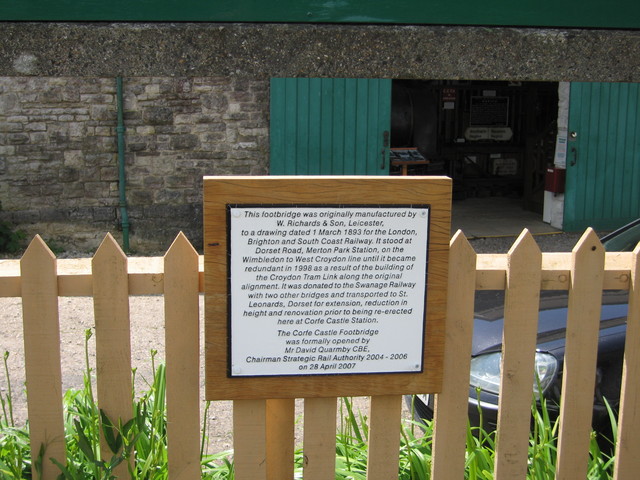 This footbridge was originally manufactured by
W. Richards & Son, Leicester,
to a drawing dated 1 March 1893 for the London,
Brighton and South Coast Railway. It stood at
Dorset Road, Merton Park Station, on the
Wimbledon to West Croydon line until it became
redundant in 1998 as a result of the building of
the Croydon Tram Link along the original
alignment. It was donated to the Swanage Railway
with two other bridges and transported to St.
Leonards, Dorset for extension, reduction in
height and renovation prior to being re-erected
here at Corfe Castle Station.
The Corfe Castle Footbridge
was formally opened by
Mr David Quarmby CBE,
Chairman Strategic Rail Authority 2004 - 2006
on 28 April 2007